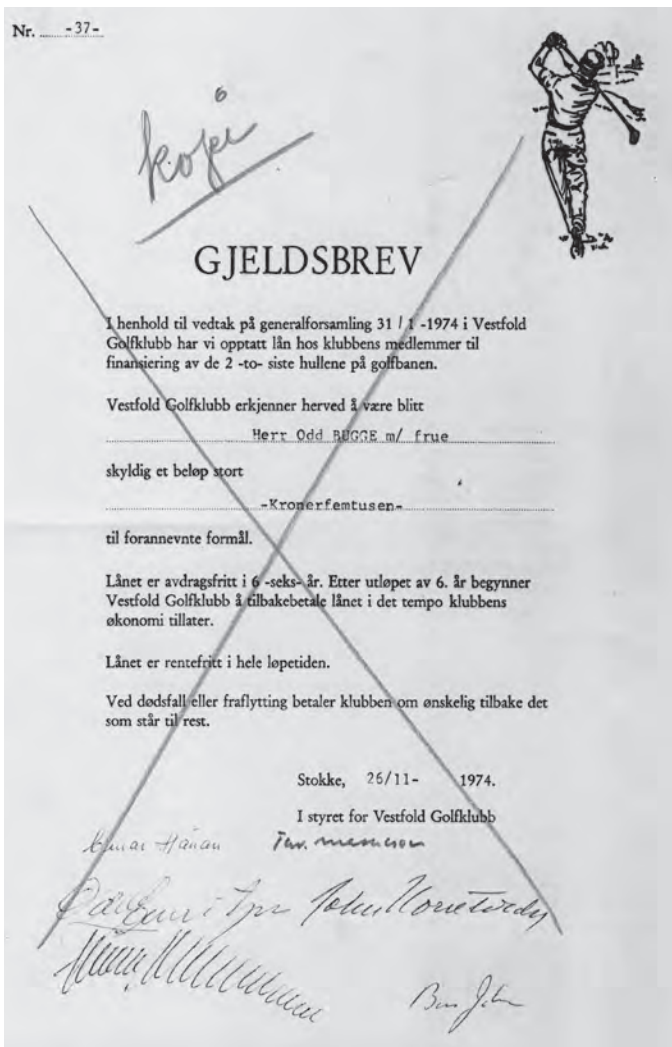 Nr. -37-
kopi
GJELDSBREV
I henhold til vedtak på generalforsamling 31 / 1 -1974 i Vestfold
Golfklubb har vi opptatt lån hos klubbens medlemmer til
finansiering av de 2 -to- siste hullene på golfbanen.
Vestfold Golfklubb erkjenner herved å være blitt
Herr Odd BUGGE m/ frue
skyldig et beløp stort
-Kronerfemtusen-
til forannevnte formål.
Lånet er avdragsfritt i 6 -seks- år. Etter utløpet av 6. år begynner
Vestfold Golfklubb å tilbakebetale lånet i det tempo klubbens
økonomi tillater.
Lånet er rentefritt i hele løpetiden.
Ved dødsfall eller fraflytting betaler klubben om ønskelig tilbake det
som står til rest.
Stokke, 26/11- 1974.
I styret for Vestfold Golfklubb